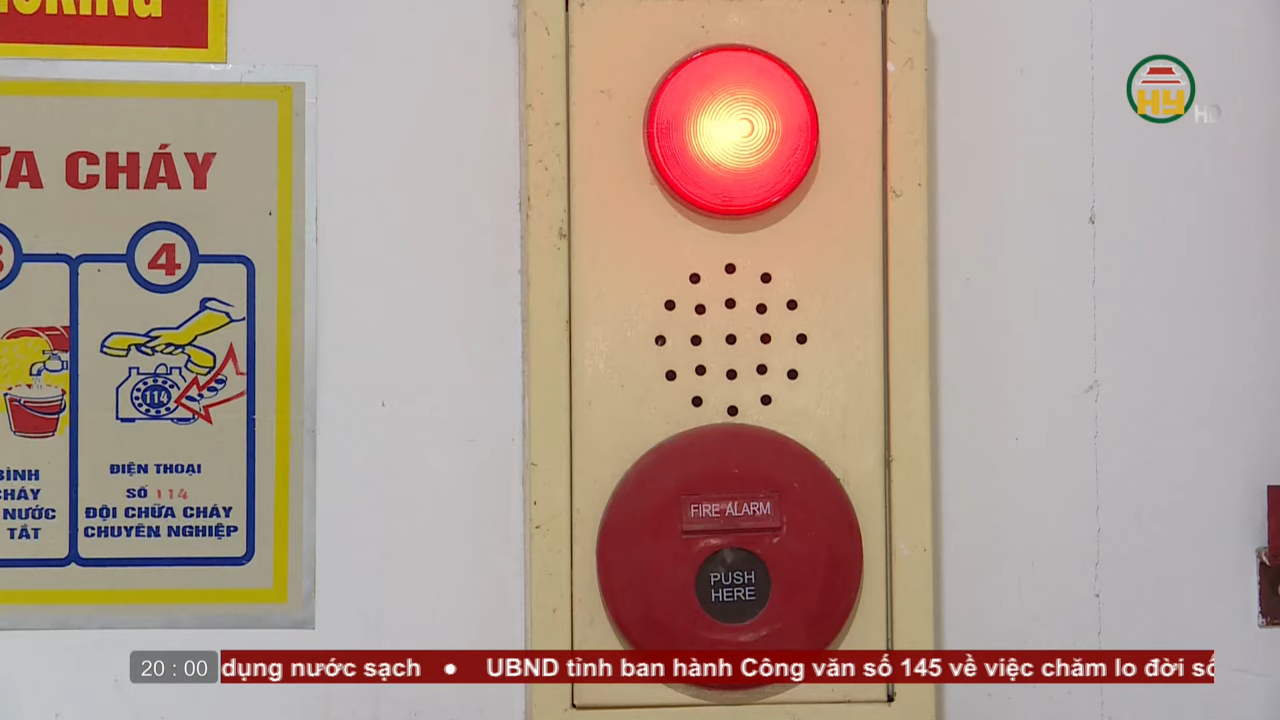 ỮA CHÁY
3
4
114
BÌNH
CHÁY
NƯỚC
TẮT
ĐIỆN THOẠI
SỐ 114
ĐỘI CHỮA CHÁY
CHUYÊN NGHIỆP
HY HD
FIRE ALARM
PUSH
HERE
20 : 00 dụng nước sạch • UBND tỉnh ban hành Công văn số 145 về việc chăm lo đời số